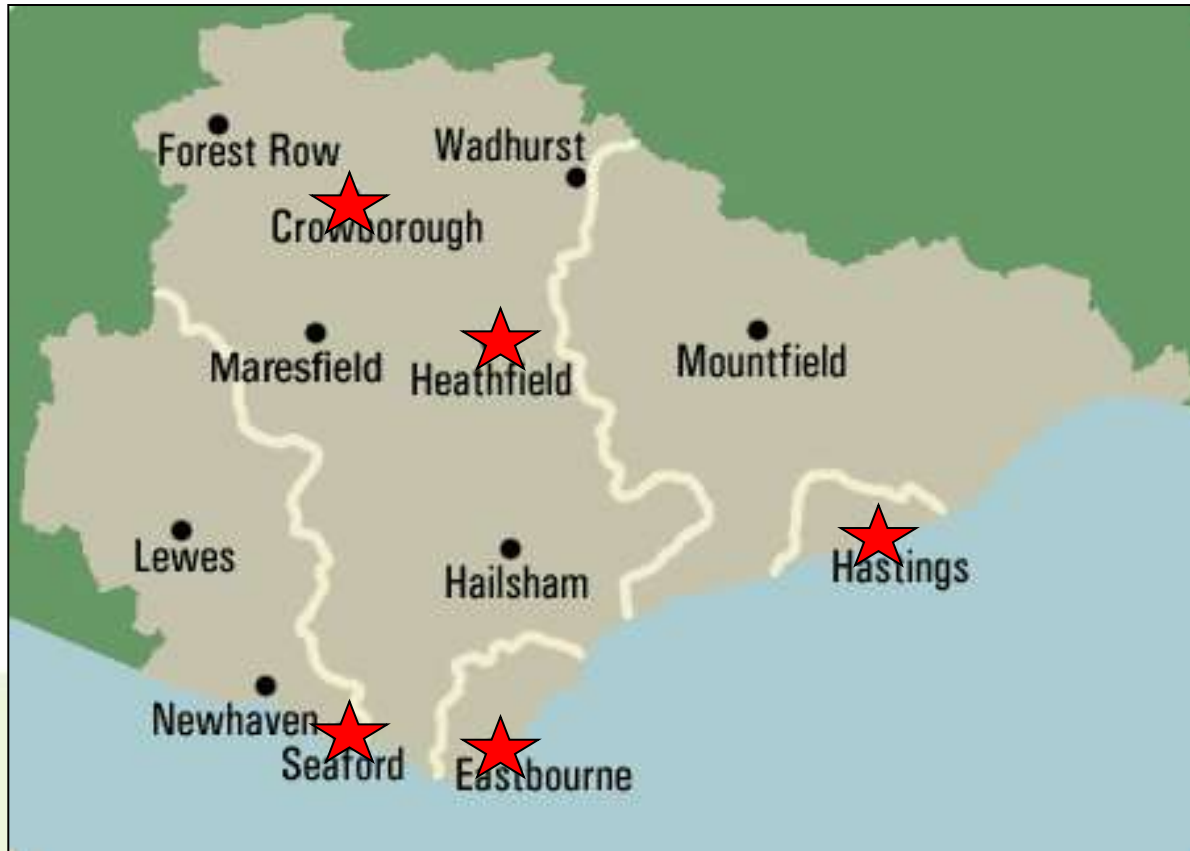 Forest Row
Wadhurst
Crowborough
Maresfield
Heathfield
Mountfield
Lewes
Hailsham
Hastings
Newhaven
Seaford
Eastbourne